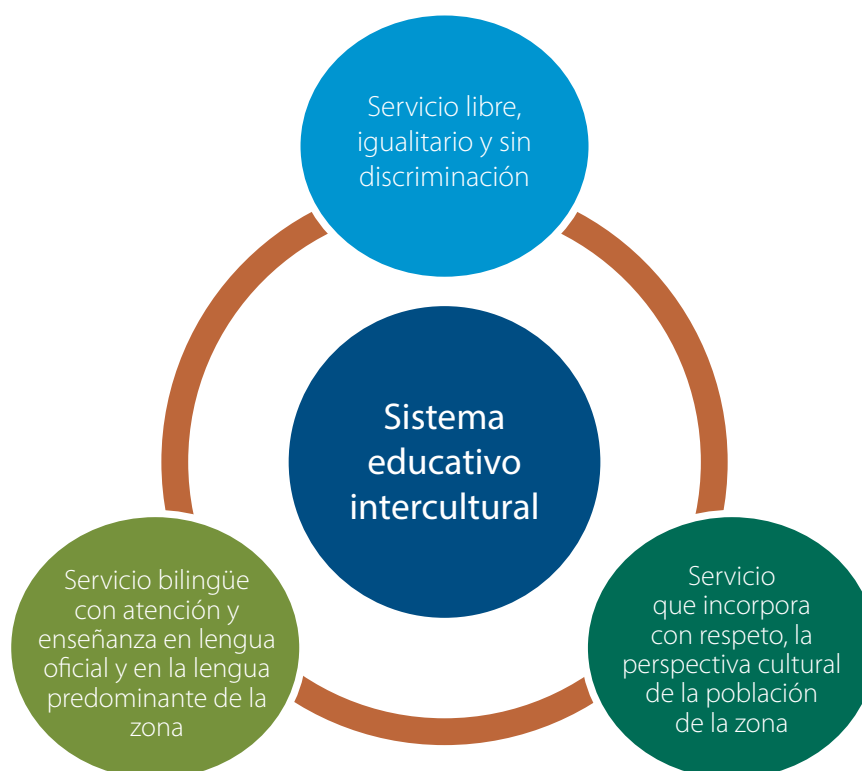 Servicio libre,
igualitario y sin
discriminación
Sistema
educativo
intercultural
Servicio bilingüe
con atención y
enseñanza en lengua
oficial y en la lengua
predominante de la
zona
Servicio
que incorpora
con respeto, la
perspectiva cultural
de la población
de la zona